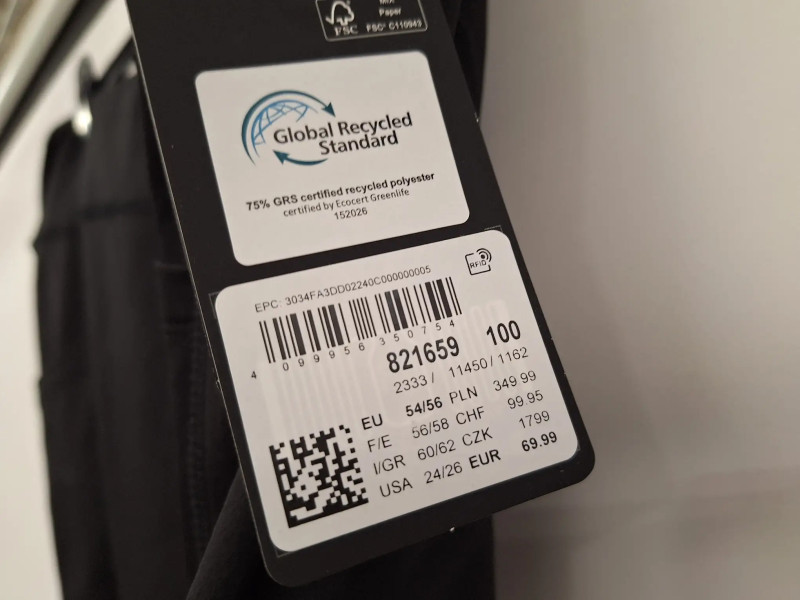 Mix
Paper
FSC
FSC® C110943
Global Recycled
Standard
75% GRS certified recycled polyester
certified by Ecocert Greenlife
152026
EPC: 3034FA3DD02240C000000005
RFID
4 099956 350754
821659 100
2333 / 11450 / 1162
EU 54/56 PLN 349.99
F/E 56/58 CHF 99.95
I/GR 60/62 CZK 1799
USA 24/26 EUR 69.99